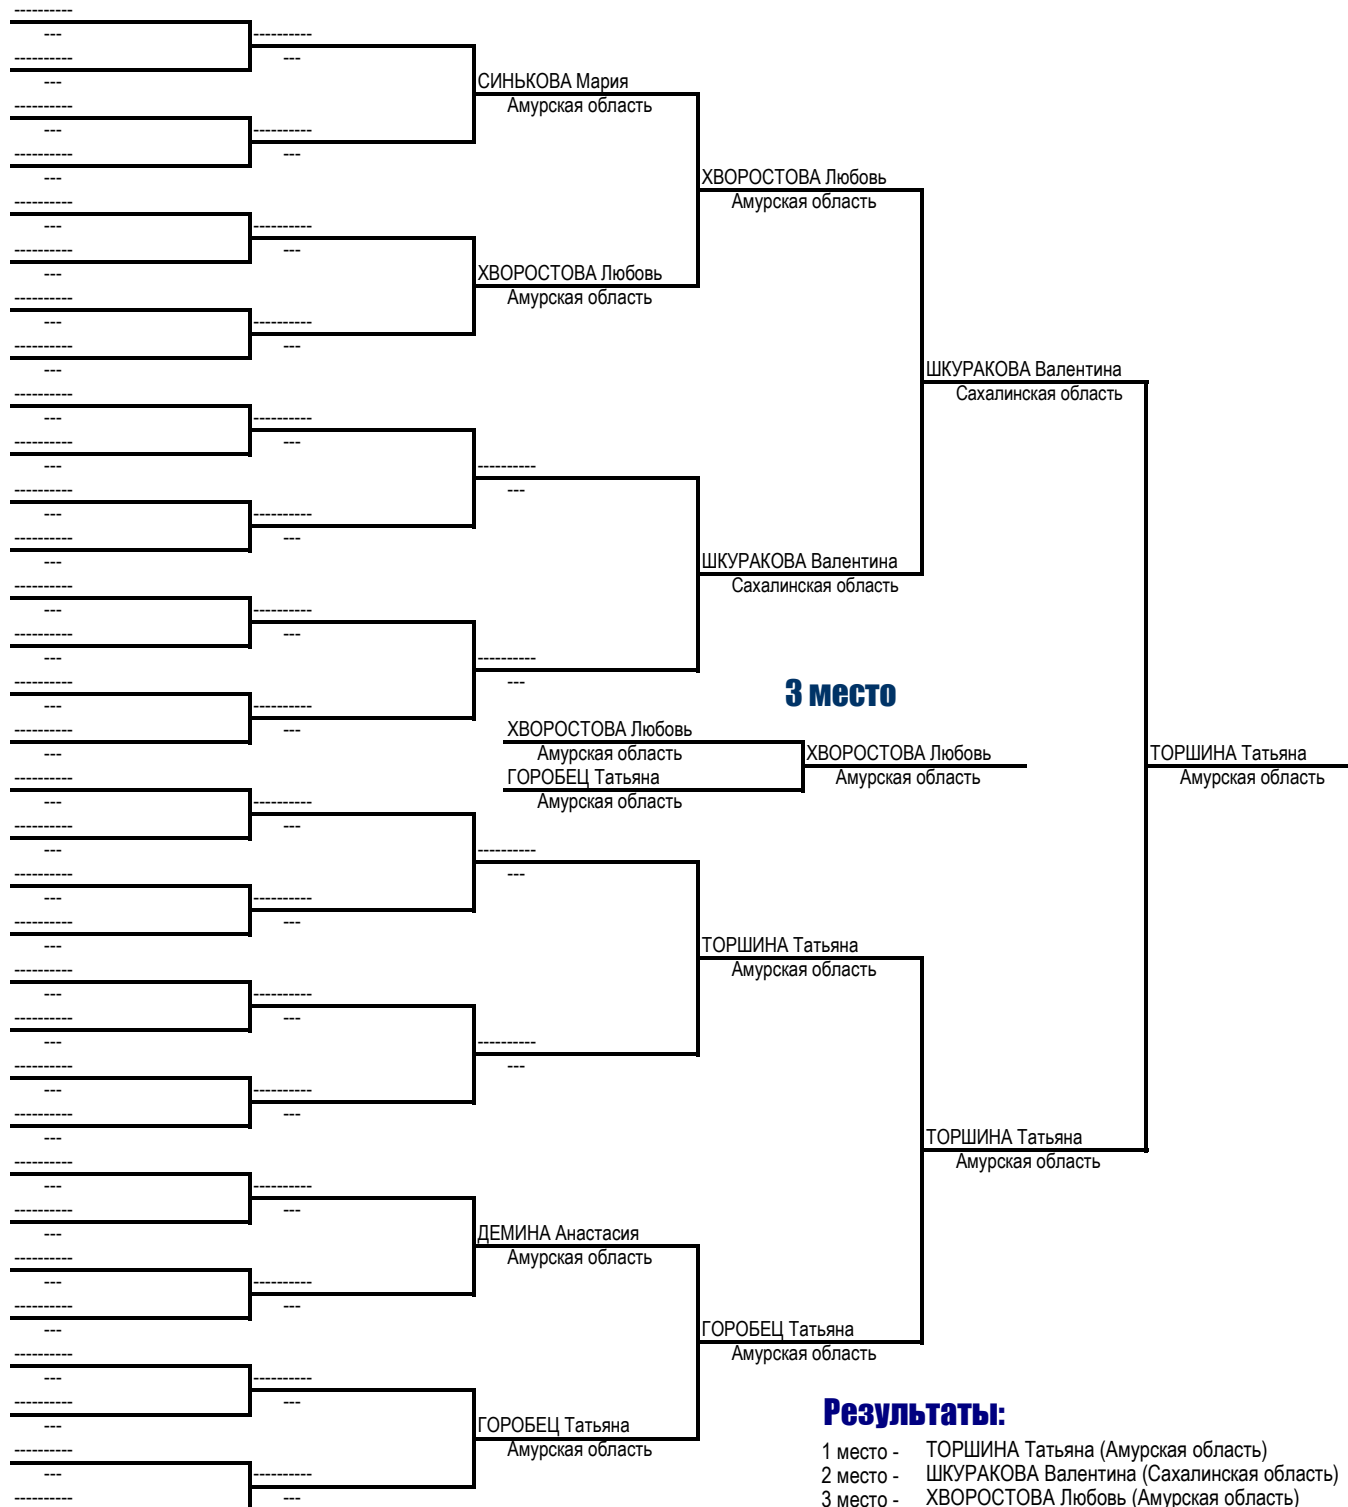 СИНЬКОВА Мария
Амурская область
ХВОРОСТОВА Любовь
Амурская область
ХВОРОСТОВА Любовь
Амурская область
ШКУРАКОВА Валентина
Сахалинская область
ШКУРАКОВА Валентина
Сахалинская область
3 место
ХВОРОСТОВА Любовь
Амурская область
ГОРОБЕЦ Татьяна
Амурская область
ХВОРОСТОВА Любовь
Амурская область
ТОРШИНА Татьяна
Амурская область
ТОРШИНА Татьяна
Амурская область
ТОРШИНА Татьяна
Амурская область
ДЕМИНА Анастасия
Амурская область
ГОРОБЕЦ Татьяна
Амурская область
ГОРОБЕЦ Татьяна
Амурская область
Результаты:
1 место - ТОРШИНА Татьяна (Амурская область)
2 место - ШКУРАКОВА Валентина (Сахалинская область)
3 место - ХВОРОСТОВА Любовь (Амурская область)